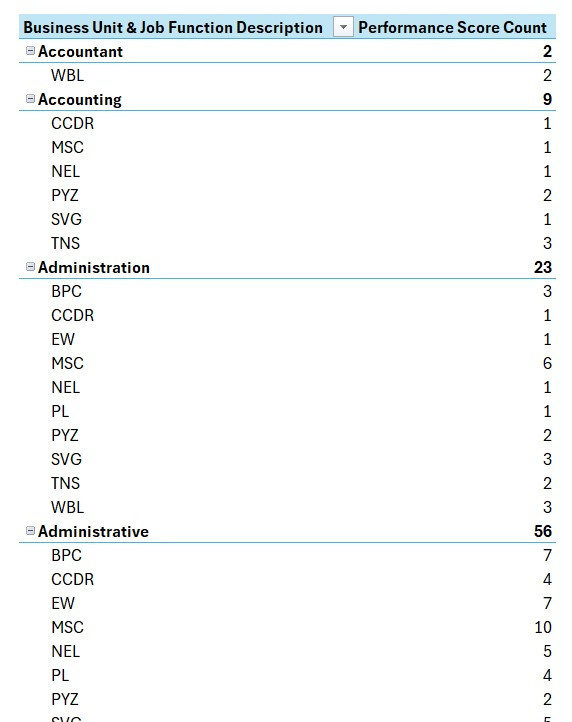 Business Unit & Job Function Description Performance Score Count
Accountant 2
WBL 2
Accounting 9
CCDR 1
MSC 1
NEL 1
PYZ 2
SVG 1
TNS 3
Administration 23
BPC 3
CCDR 1
EW 1
MSC 6
NEL 1
PL 1
PYZ 2
SVG 3
TNS 2
WBL 3
Administrative 56
BPC 7
CCDR 4
EW 7
MSC 10
NEL 5
PL 4
PYZ 2
SVG 5